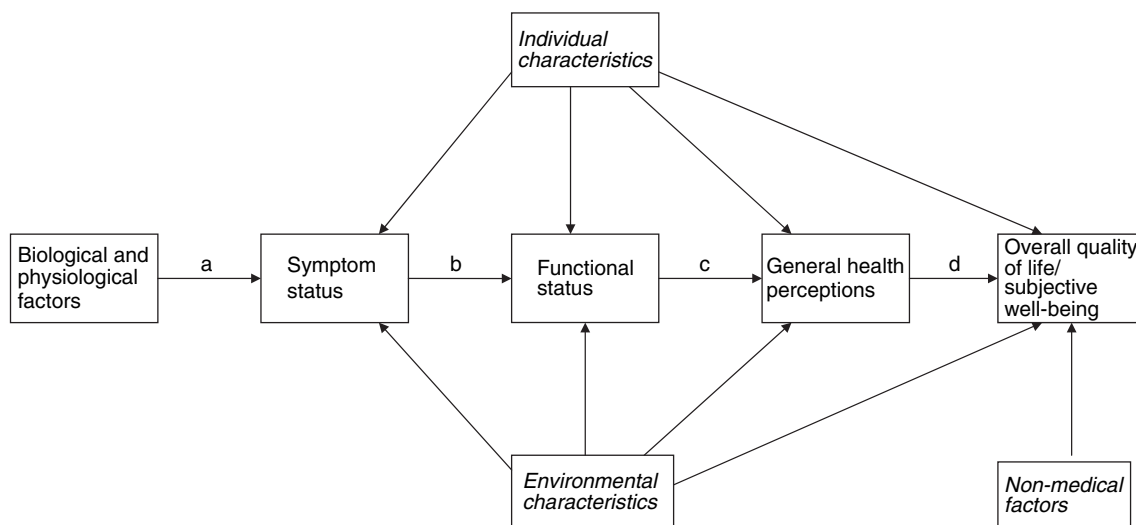 Individual
characteristics
Biological and
physiological
factors
a
Symptom
status
b
Functional
status
c
General health
perceptions
d
Overall quality
of life/
subjective
well-being
Environmental
characteristics
Non-medical
factors